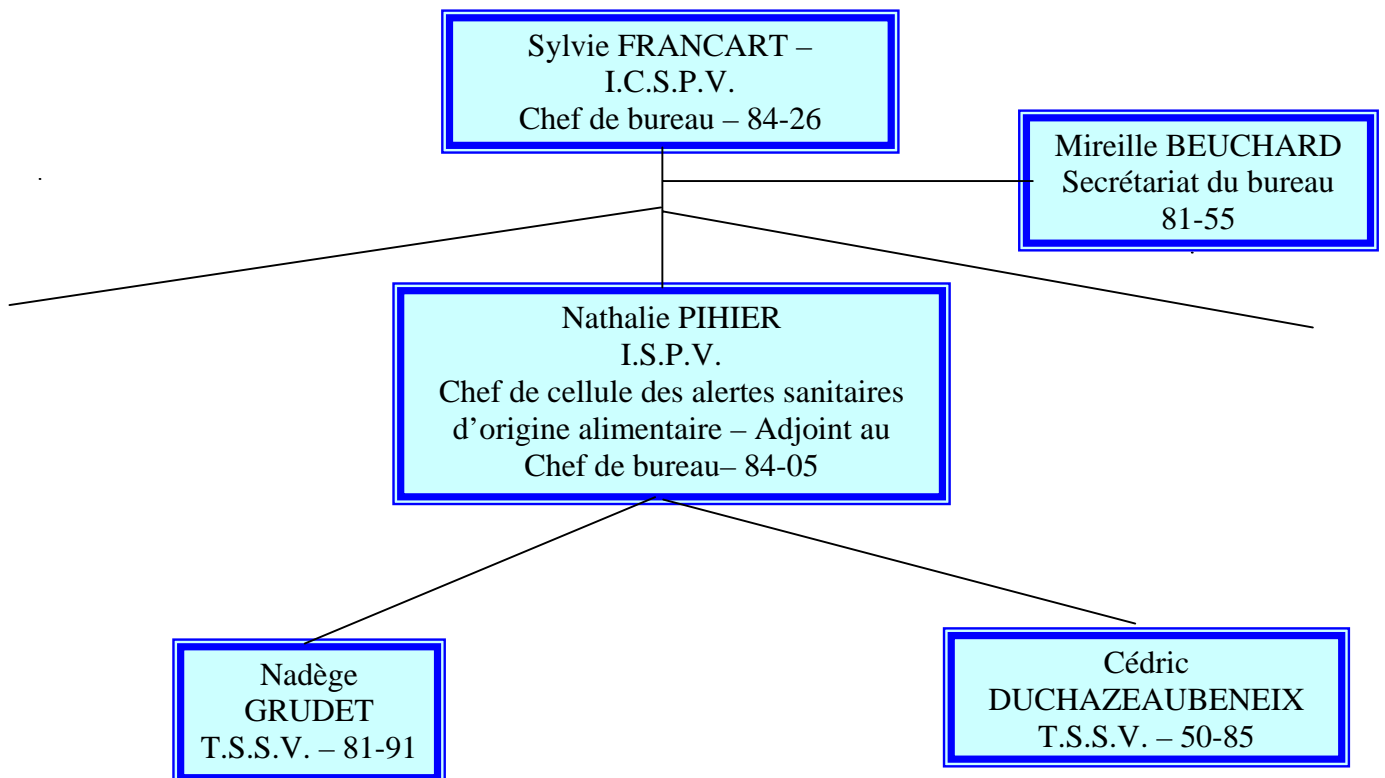 Sylvie FRANCART –
I.C.S.P.V.
Chef de bureau – 84-26
Mireille BEUCHARD
Secrétariat du bureau
81-55
Nathalie PIHIER
I.S.P.V.
Chef de cellule des alertes sanitaires
d’origine alimentaire – Adjoint au
Chef de bureau– 84-05
Nadège
GRUDET
T.S.S.V. – 81-91
Cédric
DUCHAZEAUBENEIX
T.S.S.V. – 50-85